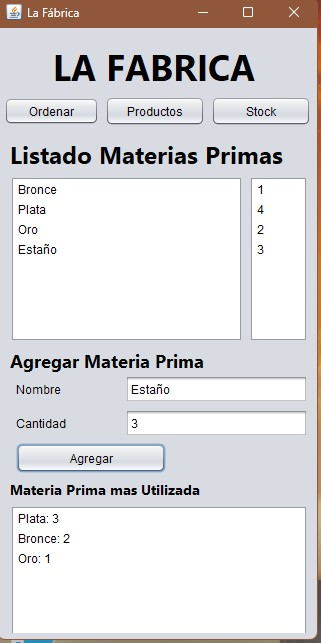 La Fábrica
LA FABRICA
Ordenar Productos Stock
Listado Materias Primas
Bronce 1
Plata 4
Oro 2
Estaño 3
Agregar Materia Prima
Nombre Estaño
Cantidad 3
Agregar
Materia Prima mas Utilizada
Plata: 3
Bronce: 2
Oro: 1